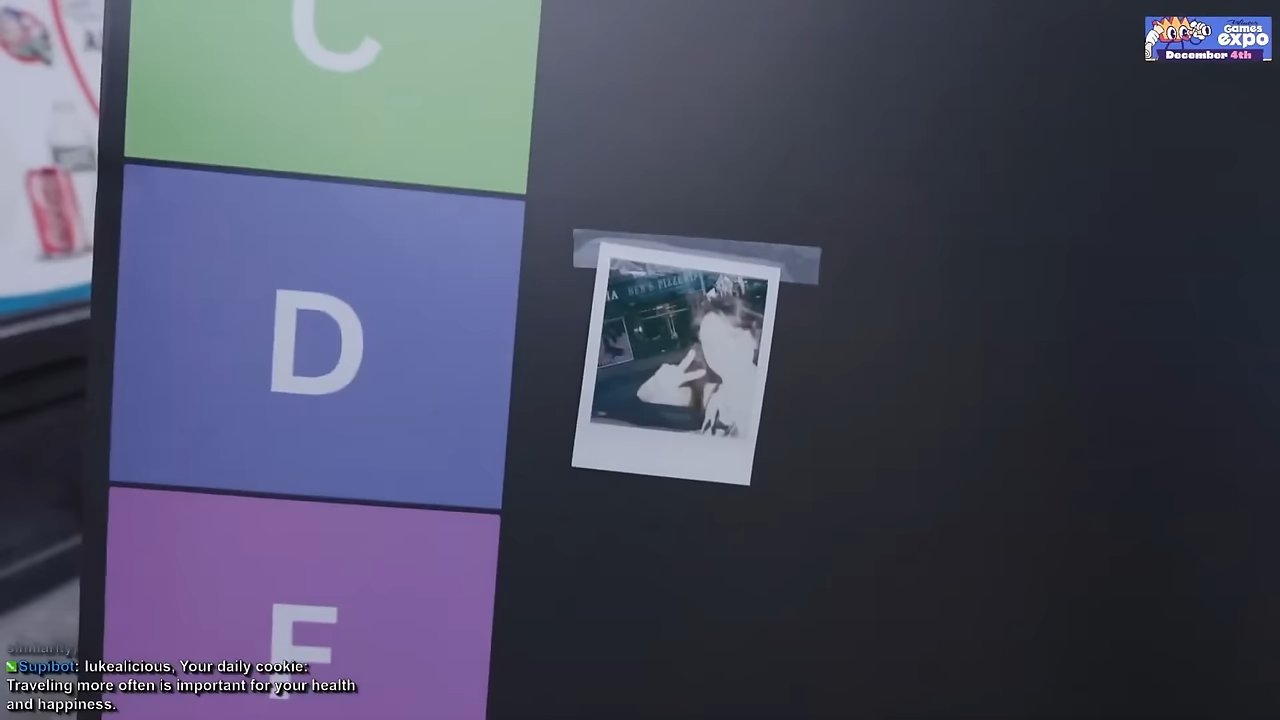 C
Games
expo
December 4th
BEN'S PIZZERIA
D
F
Supibot: lukealicious, Your daily cookie:
Traveling more often is important for your health
and happiness.